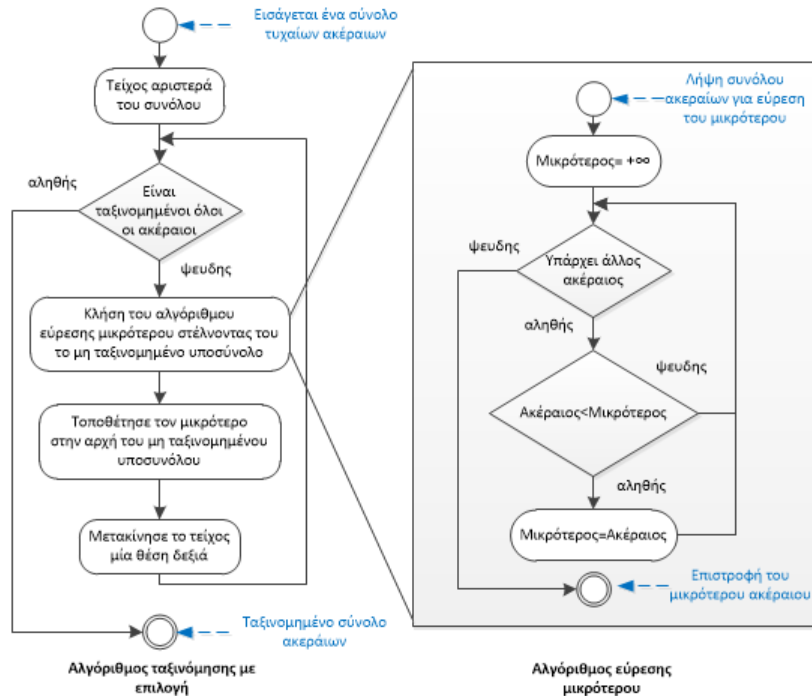 Εισάγεται ένα σύνολο
τυχαίων ακέραιων
Τείχος αριστερά
του συνόλου
αληθής
Είναι
ταξινομημένοι όλοι
οι ακέραιοι
ψευδης
Κλήση του αλγόριθμου
εύρεσης μικρότερου στέλνοντας του
το μη ταξινομημένο υποσύνολο
Τοποθέτησε τον μικρότερο
στην αρχή του μη ταξινομημένου
υποσυνόλου
Μετακίνησε το τείχος
μία θέση δεξιά
Ταξινομημένο σύνολο
ακεράιων
Αλγόριθμος ταξινόμησης με
επιλογή
Λήψη συνόλου
ακεραίων για εύρεση
του μικρότερου
Μικρότερος= +∞
ψευδης
Υπάρχει άλλος
ακέραιος
αληθής
ψευδης
Ακέραιος<Μικρότερος
αληθής
Μικρότερος=Ακέραιος
Επιστροφή του
μικρότερου ακέραιου
Αλγόριθμος εύρεσης
μικρότερου